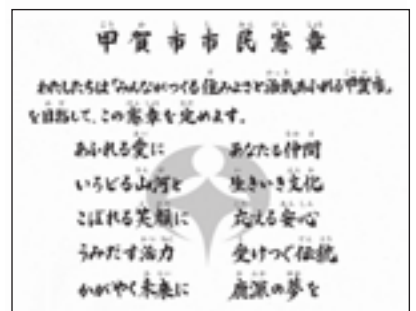 甲賀市市民憲章
わたしたちは「みんながつくる住みよさと活気あふれる甲賀市」
を目指して、この憲章を定めます。
あふれる愛に あなたも仲間
いろどる山河と 生きいき文化
こぼれる笑顔に 応える安心
うみだす活力 受けつぐ伝統
かがやく未来に 鹿深の夢を